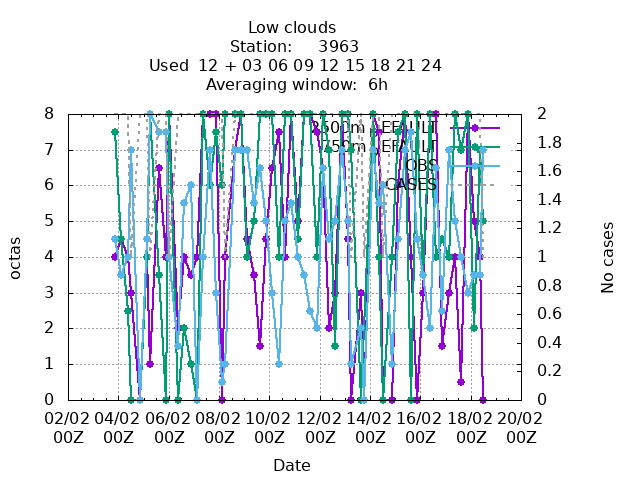 Low clouds
Station: 3963
Used 12 + 03 06 09 12 15 18 21 24
Averaging window: 6h
8 2
7 1.8
6 1.6
5 1.4
4 1.2
3 1
2 0.8
1 0.6
0 0.4
0.2
0
octas
No cases
OBS
CASES
02/02 04/02 06/02 08/02 10/02 12/02 14/02 16/02 18/02 20/02
00Z 00Z 00Z 00Z 00Z 00Z 00Z 00Z 00Z 00Z
Date